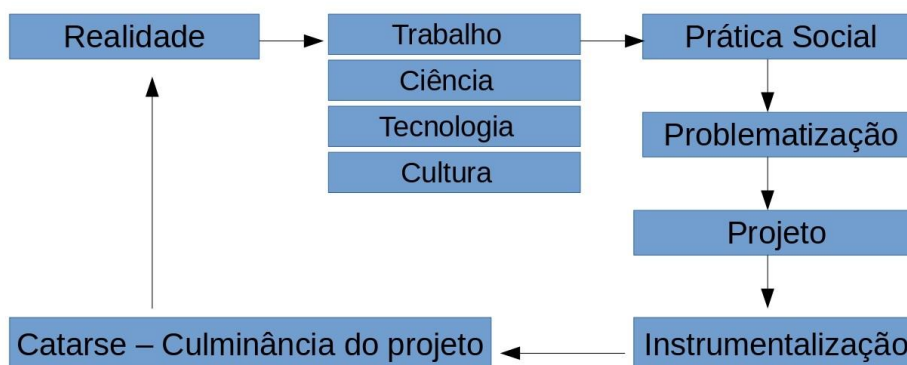 Realidade
Trabalho
Ciência
Tecnologia
Cultura
Prática Social
Problematização
Projeto
Instrumentalização
Catarse – Culminância do projeto